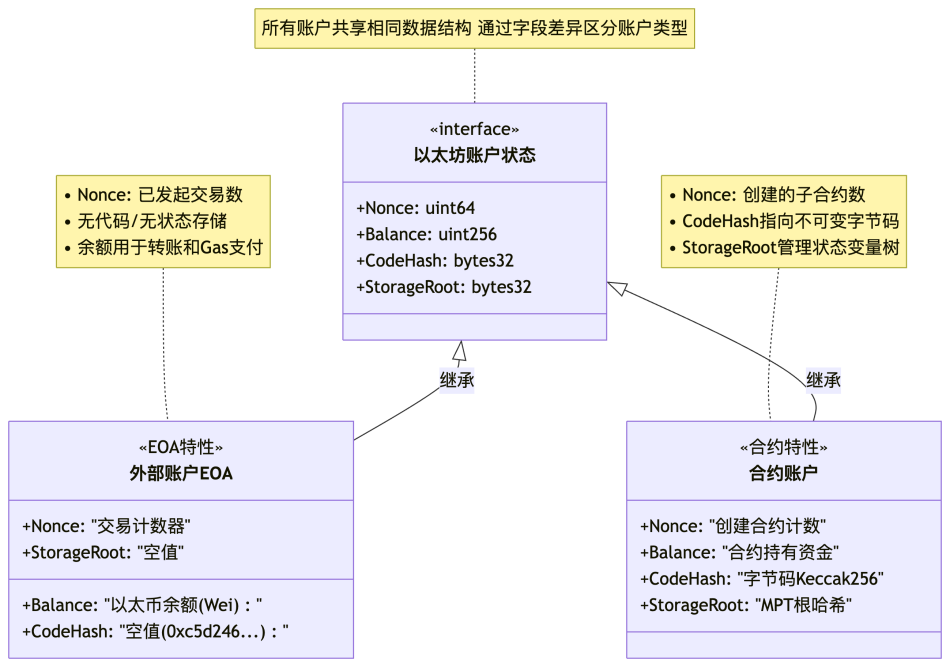 所有账户共享相同数据结构 通过字段差异区分账户类型
«interface»
以太坊账户状态
+Nonce: uint64
+Balance: uint256
+CodeHash: bytes32
+StorageRoot: bytes32
• Nonce: 已发起交易数
• 无代码/无状态存储
• 余额用于转账和Gas支付
• Nonce: 创建的子合约数
• CodeHash指向不可变字节码
• StorageRoot管理状态变量树
继承
继承
«EOA特性»
外部账户EOA
+Nonce: "交易计数器"
+StorageRoot: "空值"
+Balance: "以太币余额(Wei) : "
+CodeHash: "空值(0xc5d246...) : "
«合约特性»
合约账户
+Nonce: "创建合约计数"
+Balance: "合约持有资金"
+CodeHash: "字节码Keccak256"
+StorageRoot: "MPT根哈希"